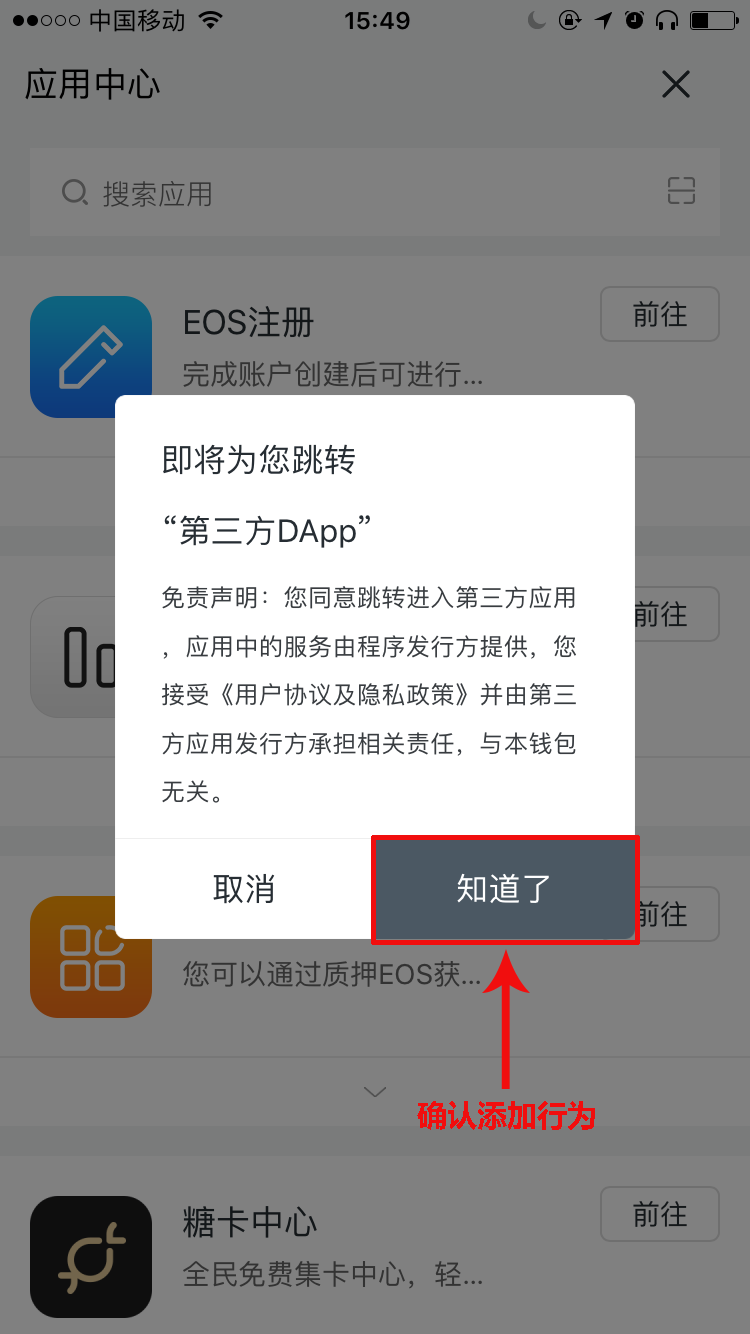 中国移动
15:49
应用中心
搜索应用
EOS注册
前往
完成账户创建后可进行...
即将为您跳转
“第三方DApp”
免责声明：您同意跳转进入第三方应用
，应用中的服务由程序发行方提供，您
接受《用户协议及隐私政策》并由第三
方应用发行方承担相关责任，与本钱包
无关。
前往
取消
知道了
前往
您可以通过质押EOS获...
确认添加行为
糖卡中心
前往
全民免费集卡中心，轻...